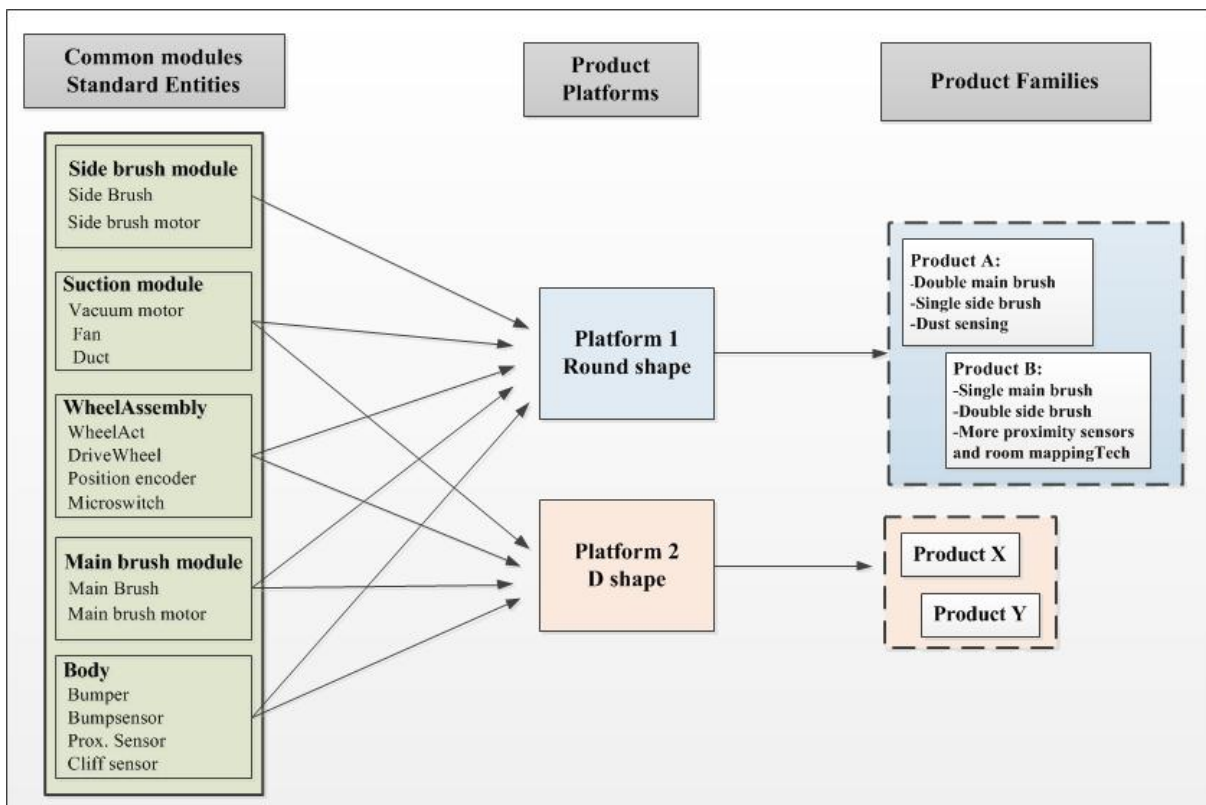 Common modules
Standard Entities
Product
Platforms
Product Families
Side brush module
Side Brush
Side brush motor
Suction module
Vacuum motor
Fan
Duct
WheelAssembly
WheelAct
DriveWheel
Position encoder
Microswitch
Main brush module
Main Brush
Main brush motor
Body
Bumper
Bumpsensor
Prox. Sensor
Cliff sensor
Platform 1
Round shape
Platform 2
D shape
Product A:
-Double main brush
-Single side brush
-Dust sensing
Product B:
-Single main brush
-Double side brush
-More proximity sensors
and room mappingTech
Product X
Product Y